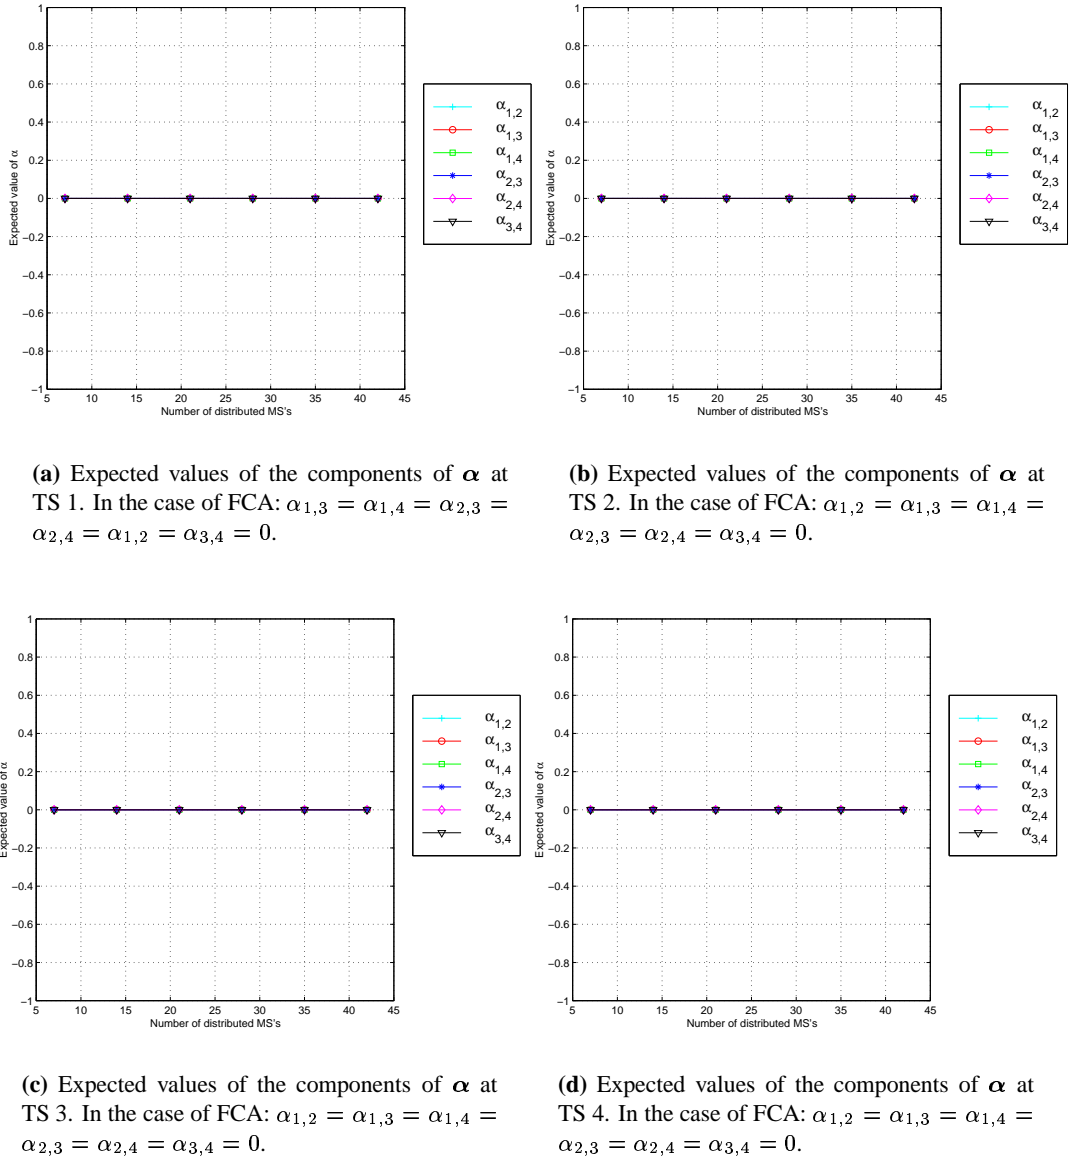 1
0.8
0.6
0.4
0.2
0
−0.2
−0.4
−0.6
−0.8
−1
5 10 15 20 25 30 35 40 45
Number of distributed MS's
Expected value of α
α1,2
α1,3
α1,4
α2,3
α2,4
α3,4
1
0.8
0.6
0.4
0.2
0
−0.2
−0.4
−0.6
−0.8
−1
5 10 15 20 25 30 35 40 45
Number of distributed MS's
Expected value of α
α1,2
α1,3
α1,4
α2,3
α2,4
α3,4
(a) Expected values of the components of α at
TS 1. In the case of FCA: α1,3 = α1,4 = α2,3 =
α2,4 = α1,2 = α3,4 = 0.
(b) Expected values of the components of α at
TS 2. In the case of FCA: α1,2 = α1,3 = α1,4 =
α2,3 = α2,4 = α3,4 = 0.
1
0.8
0.6
0.4
0.2
0
−0.2
−0.4
−0.6
−0.8
−1
5 10 15 20 25 30 35 40 45
Number of distributed MS's
Expected value of α
α1,2
α1,3
α1,4
α2,3
α2,4
α3,4
1
0.8
0.6
0.4
0.2
0
−0.2
−0.4
−0.6
−0.8
−1
5 10 15 20 25 30 35 40 45
Number of distributed MS's
Expected value of α
α1,2
α1,3
α1,4
α2,3
α2,4
α3,4
(c) Expected values of the components of α at
TS 3. In the case of FCA: α1,2 = α1,3 = α1,4 =
α2,3 = α2,4 = α3,4 = 0.
(d) Expected values of the components of α at
TS 4. In the case of FCA: α1,2 = α1,3 = α1,4 =
α2,3 = α2,4 = α3,4 = 0.